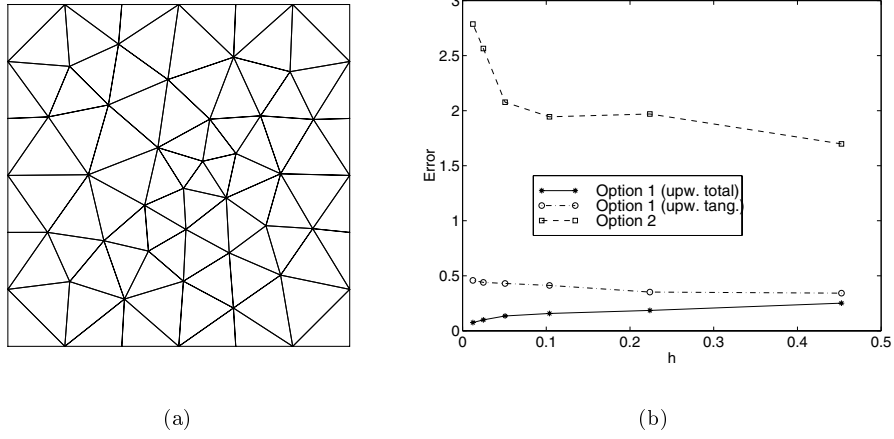 3
2.5
2
1.5
1
0.5
0
0
0.1
0.2
0.3
0.4
0.5
Error
h
Option 1 (upw. total)
Option 1 (upw. tang.)
Option 2
(a)
(b)